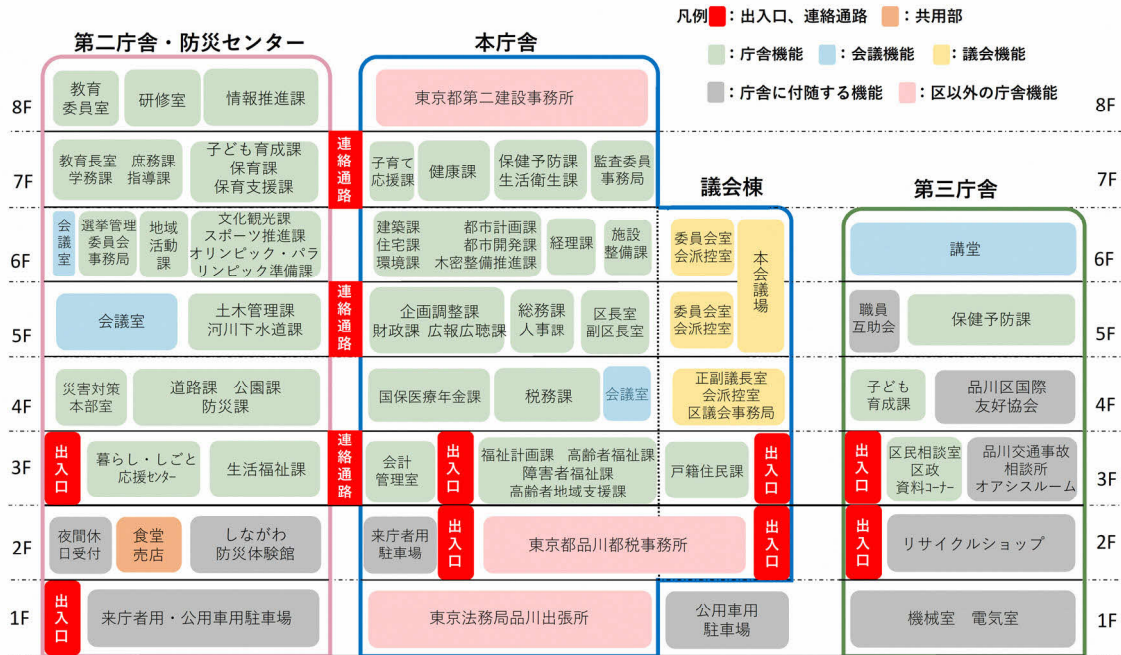 凡例 ：出入口、連絡通路 ：共用部
：庁舎機能 ：会議機能 ：議会機能
：庁舎に付随する機能 ：区以外の庁舎機能
第二庁舎・防災センター
本庁舎
議会棟
第三庁舎
8F
教育
委員室
研修室
情報推進課
東京都第二建設事務所
8F
7F
教育長室 庶務課
学務課 指導課
子ども育成課
保育課
保育支援課
連絡通路
子育て
応援課
健康課
保健予防課
生活衛生課
監査委員
事務局
7F
6F
会議室
選挙管理
委員会
事務局
地域
活動
課
文化観光課
スポーツ推進課
オリンピック・パラ
リンピック準備課
建築課 都市計画課
住宅課 都市開発課
環境課 木密整備推進課
経理課
施設
整備課
委員会室
会派控室
本会議場
講堂
6F
5F
会議室
土木管理課
河川下水道課
連絡通路
企画調整課
財政課 広報広聴課
総務課
人事課
区長室
副区長室
委員会室
会派控室
職員
互助会
保健予防課
5F
4F
災害対策
本部室
道路課 公園課
防災課
国保医療年金課
税務課
会議室
正副議長室
会派控室
区議会事務局
子ども
育成課
品川区国際
友好協会
4F
3F
出入口
暮らし・しごと
応援センター
生活福祉課
連絡通路
会計
管理室
出入口
福祉計画課 高齢者福祉課
障害者福祉課
高齢者地域支援課
戸籍住民課
出入口
出入口
区民相談室
区政
資料コーナー
品川交通事故
相談所
オアシスルーム
3F
2F
夜間休
日受付
食堂
売店
しながわ
防災体験館
来庁者用
駐車場
出入口
東京都品川都税事務所
出入口
出入口
リサイクルショップ
2F
1F
出入口
来庁者用・公用車用駐車場
東京法務局品川出張所
公用車用
駐車場
機械室 電気室
1F